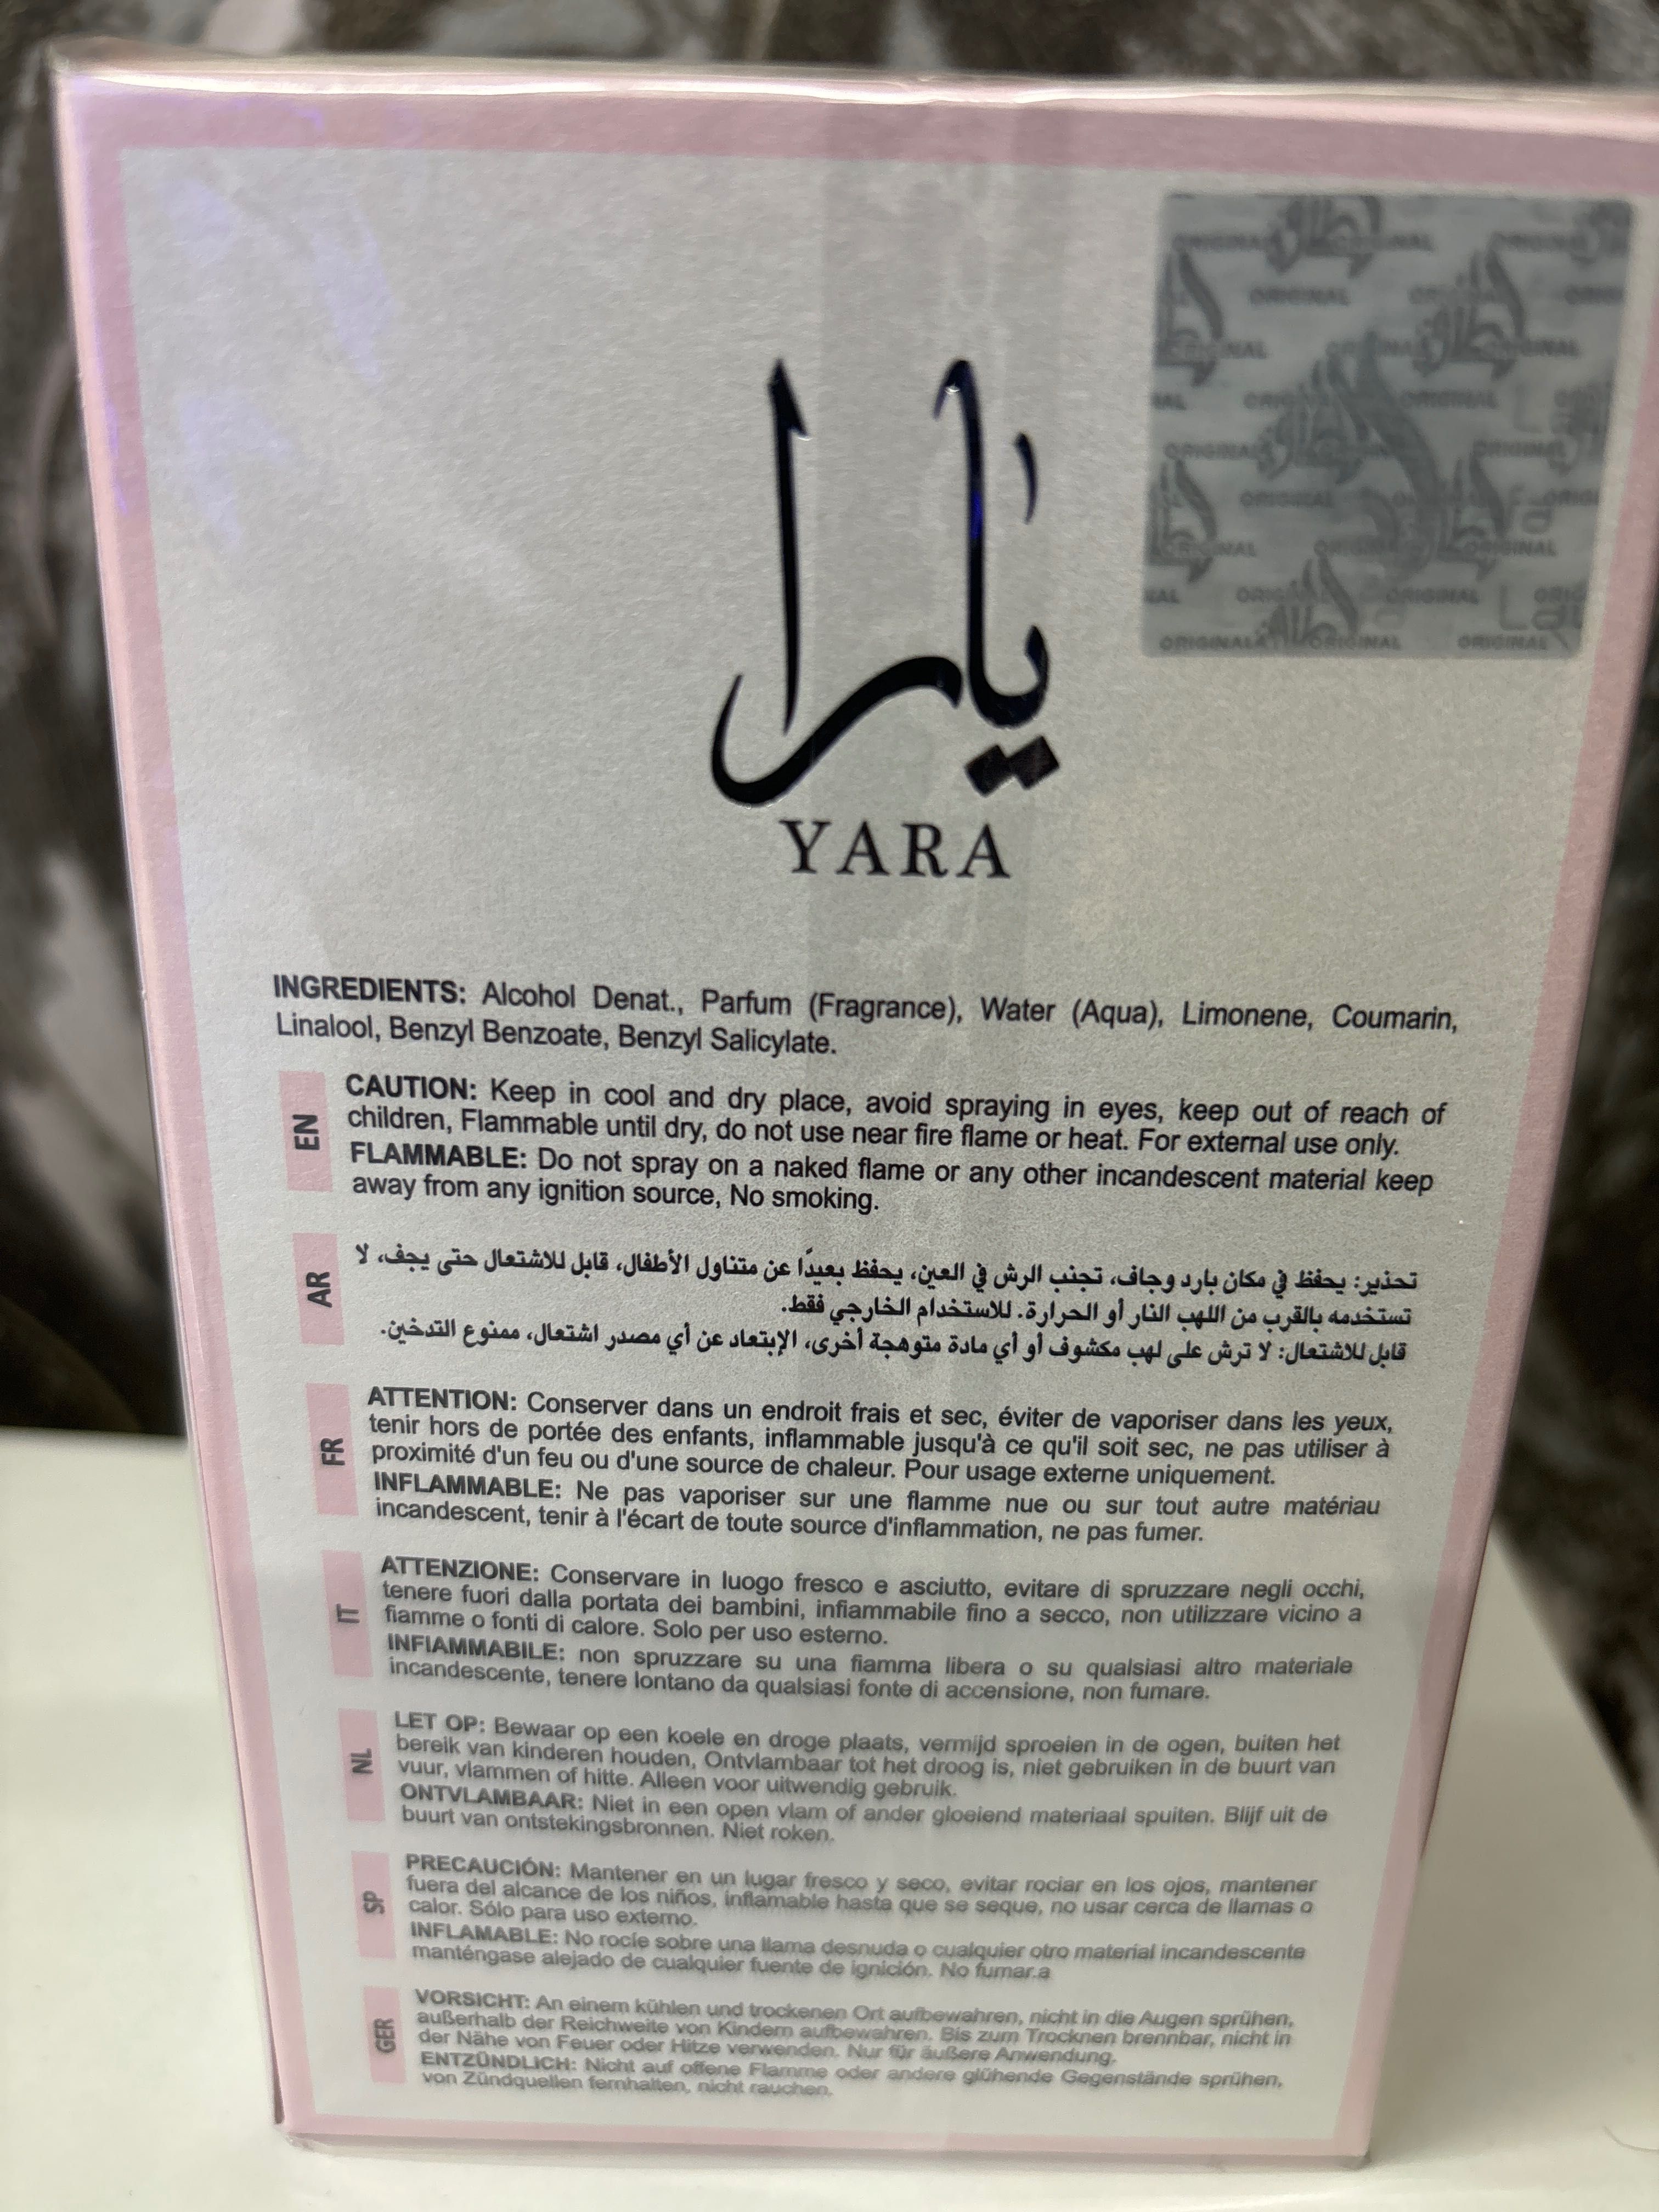 يارا
YARA
INGREDIENTS: Alcohol Denat., Parfum (Fragrance), Water (Aqua), Limonene, Coumarin,
Linalool, Benzyl Benzoate, Benzyl Salicylate.
EN
CAUTION: Keep in cool and dry place, avoid spraying in eyes, keep out of reach of
children, Flammable until dry, do not use near fire flame or heat. For external use only.
FLAMMABLE: Do not spray on a naked flame or any other incandescent material keep
away from any ignition source, No smoking.
AR
تحذير: يحفظ في مكان بارد وجاف، تجنب الرش في العين، يحفظ بعيدًا عن متناول الأطفال، قابل للاشتعال حتى يجف، لا
تستخدمه بالقرب من اللهب النار أو الحرارة. للاستخدام الخارجي فقط.
قابل للاشتعال: لا ترش على لهب مكشوف أو أي مادة متوهجة أخرى، الإبتعاد عن أي مصدر اشتعال، ممنوع التدخين.
FR
ATTENTION: Conserver dans un endroit frais et sec, éviter de vaporiser dans les yeux,
tenir hors de portée des enfants, inflammable jusqu'à ce qu'il soit sec, ne pas utiliser à
proximité d'un feu ou d'une source de chaleur. Pour usage externe uniquement.
INFLAMMABLE: Ne pas vaporiser sur une flamme nue ou sur tout autre matériau
incandescent, tenir à l'écart de toute source d'inflammation, ne pas fumer.
IT
ATTENZIONE: Conservare in luogo fresco e asciutto, evitare di spruzzare negli occhi,
tenere fuori dalla portata dei bambini, infiammabile fino a secco, non utilizzare vicino a
fiamme o fonti di calore. Solo per uso esterno.
INFIAMMABILE: non spruzzare su una fiamma libera o su qualsiasi altro materiale
incandescente, tenere lontano da qualsiasi fonte di accensione, non fumare.
NL
LET OP: Bewaar op een koele en droge plaats, vermijd sproeien in de ogen, buiten het
bereik van kinderen houden, Ontvlambaar tot het droog is, niet gebruiken in de buurt van
vuur, vlammen of hitte. Alleen voor uitwendig gebruik.
ONTVLAMBAAR: Niet in een open vlam of ander gloeiend materiaal spuiten. Blijf uit de
buurt van ontstekingsbronnen. Niet roken.
SP
PRECAUCIÓN: Mantener en un lugar fresco y seco, evitar rociar en los ojos, mantener
fuera del alcance de los niños, inflamable hasta que se seque, no usar cerca de llamas o
calor. Sólo para uso externo.
INFLAMABLE: No rocíe sobre una llama desnuda o cualquier otro material incandescente
manténgase alejado de cualquier fuente de ignición. No fumar.a
GER
VORSICHT: An einem kühlen und trockenen Ort aufbewahren, nicht in die Augen sprühen,
außerhalb der Reichweite von Kindern aufbewahren. Bis zum Trocknen brennbar, nicht in
der Nähe von Feuer oder Hitze verwenden. Nur für äußere Anwendung.
ENTZÜNDLICH: Nicht auf offene Flamme oder andere glühende Gegenstände sprühen,
von Zündquellen fernhalten, nicht rauchen.